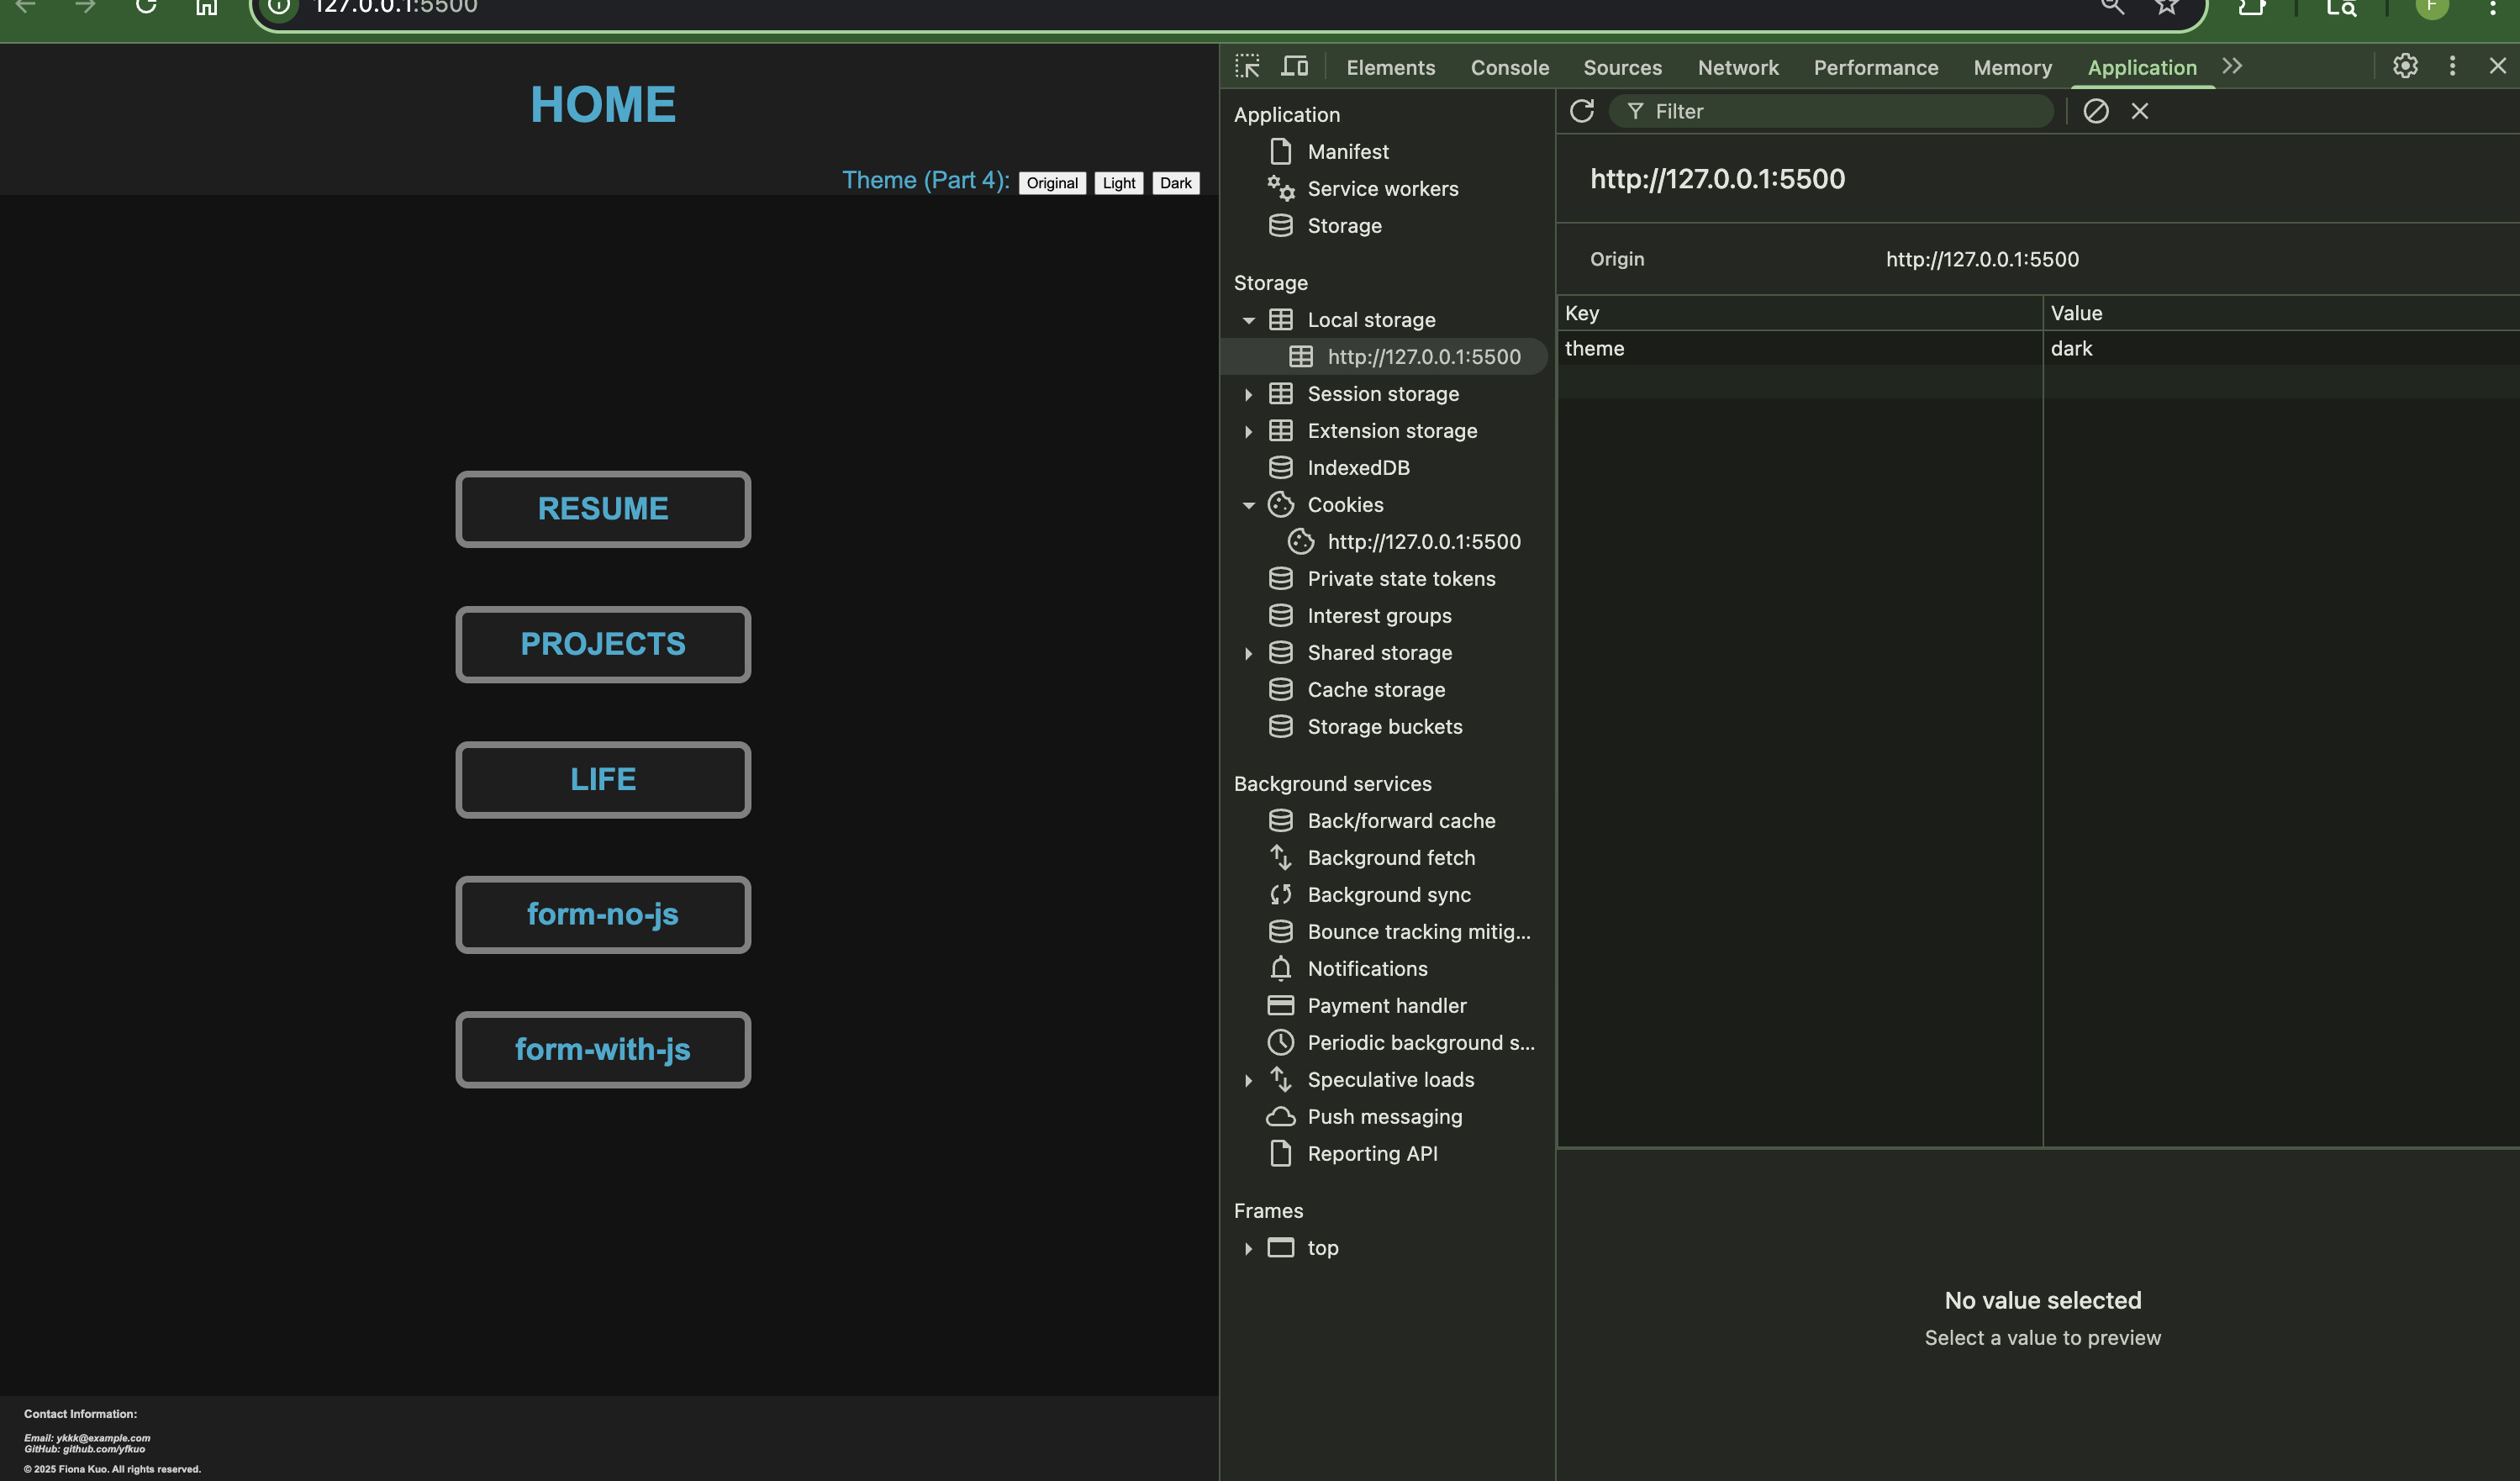 127.0.0.1:5500
F
HOME
Theme (Part 4): Original Light Dark
RESUME
PROJECTS
LIFE
form-no-js
form-with-js
Contact Information:
Email: ykkk@example.com
GitHub: github.com/yfkuo
© 2025 Fiona Kuo. All rights reserved.
Elements Console Sources Network Performance Memory Application
Application
Manifest
Service workers
Storage
Storage
Local storage
http://127.0.0.1:5500
Session storage
Extension storage
IndexedDB
Cookies
http://127.0.0.1:5500
Private state tokens
Interest groups
Shared storage
Cache storage
Storage buckets
Background services
Back/forward cache
Background fetch
Background sync
Bounce tracking mitig...
Notifications
Payment handler
Periodic background s...
Speculative loads
Push messaging
Reporting API
Frames
top
Filter
http://127.0.0.1:5500
Origin http://127.0.0.1:5500
Key Value
theme dark
No value selected
Select a value to preview